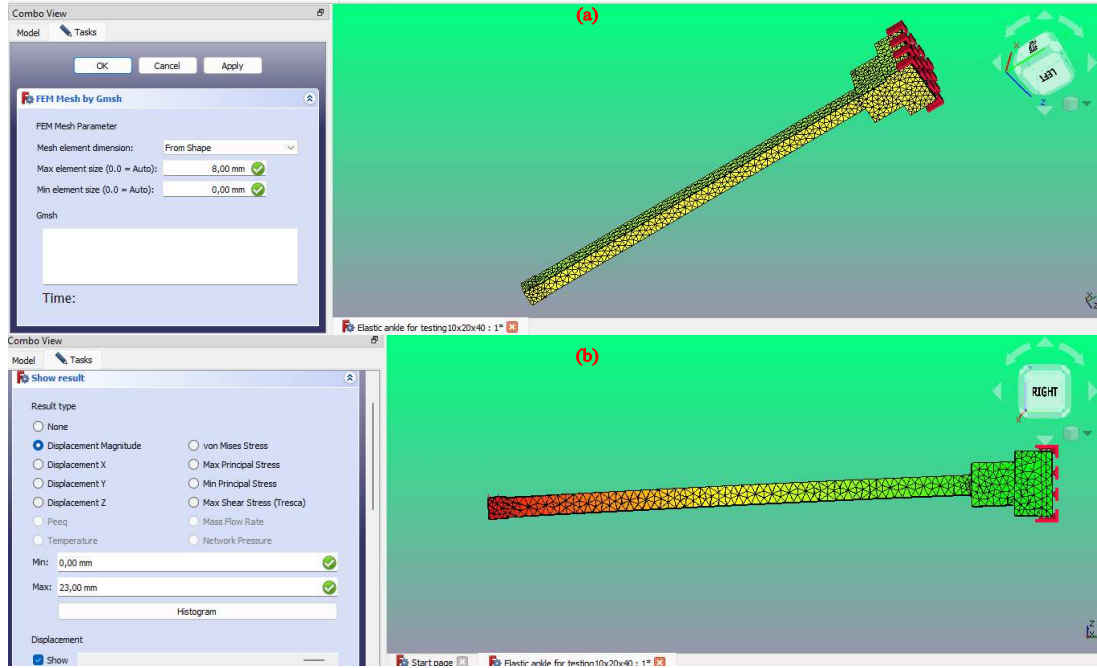 Combo View
(a)
Model
Tasks
OK
Cancel
Apply
LEFT
FEM Mesh by Gmsh
FEM Mesh Parameter
Mesh element dimension:
From Shape
Max element size (0.0 = Auto):
8,00 mm
Min element size (0.0 = Auto):
0,00 mm
Gmsh
Time:
Elastic ankle for testing10x20x40 : 1*
Combo View
(b)
Model
Tasks
Show result
RIGHT
Result type
None
Displacement Magnitude
von Mises Stress
Displacement X
Max Principal Stress
Displacement Y
Min Principal Stress
Displacement Z
Max Shear Stress (Tresca)
Peeq
Mass Flow Rate
Temperature
Network Pressure
Min:
0,00 mm
Max:
23,00 mm
Histogram
Displacement
Show
Start page
Elastic ankle for testing10x20x40 : 1*